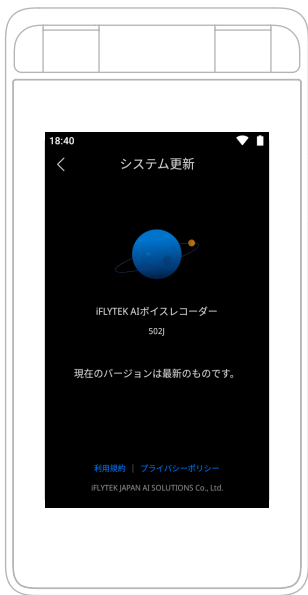 18:40
システム更新
iFLYTEK AIボイスレコーダー
502J
現在のバージョンは最新のものです。
利用規約 | プライバシーポリシー
iFLYTEK JAPAN AI SOLUTIONS Co., Ltd.